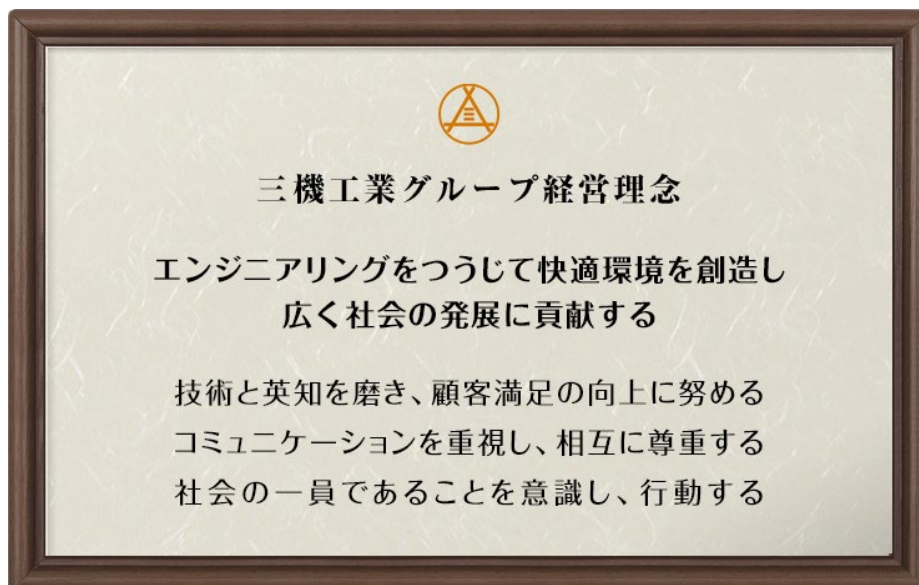 三機工業グループ経営理念
エンジニアリングをつうじて快適環境を創造し
広く社会の発展に貢献する
技術と英知を磨き、顧客満足の向上に努める
コミュニケーションを重視し、相互に尊重する
社会の一員であることを意識し、行動する